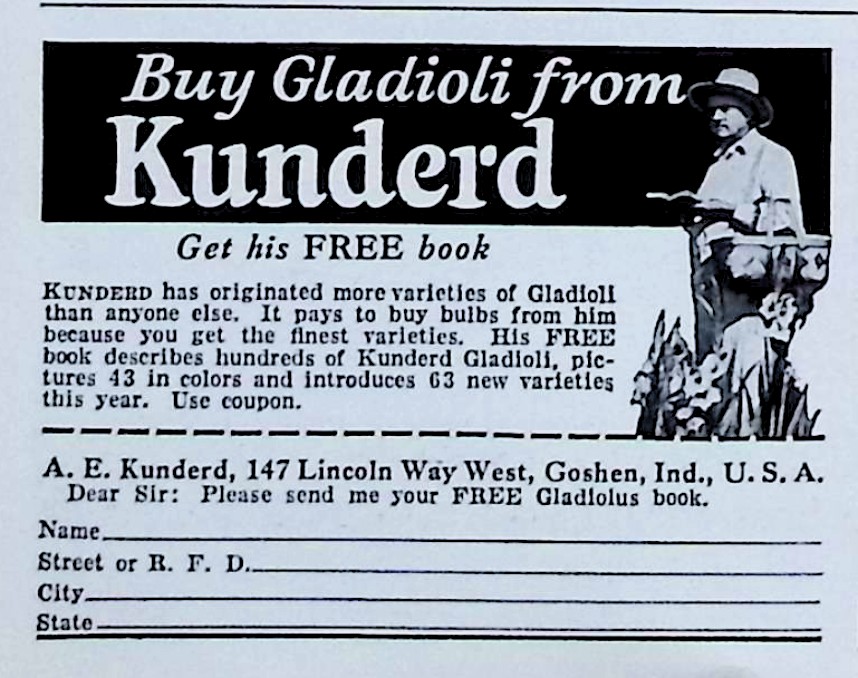 Buy Gladioli from
Kunderd
Get his FREE book
KUNDERD has originated more varieties of Gladioli
than anyone else. It pays to buy bulbs from him
because you get the finest varieties. His FREE
book describes hundreds of Kunderd Gladioli, pic-
tures 43 in colors and introduces 63 new varieties
this year. Use coupon.
A. E. Kunderd, 147 Lincoln Way West, Goshen, Ind., U. S. A.
Dear Sir: Please send me your FREE Gladiolus book.
Name
Street or R. F. D.
City
State